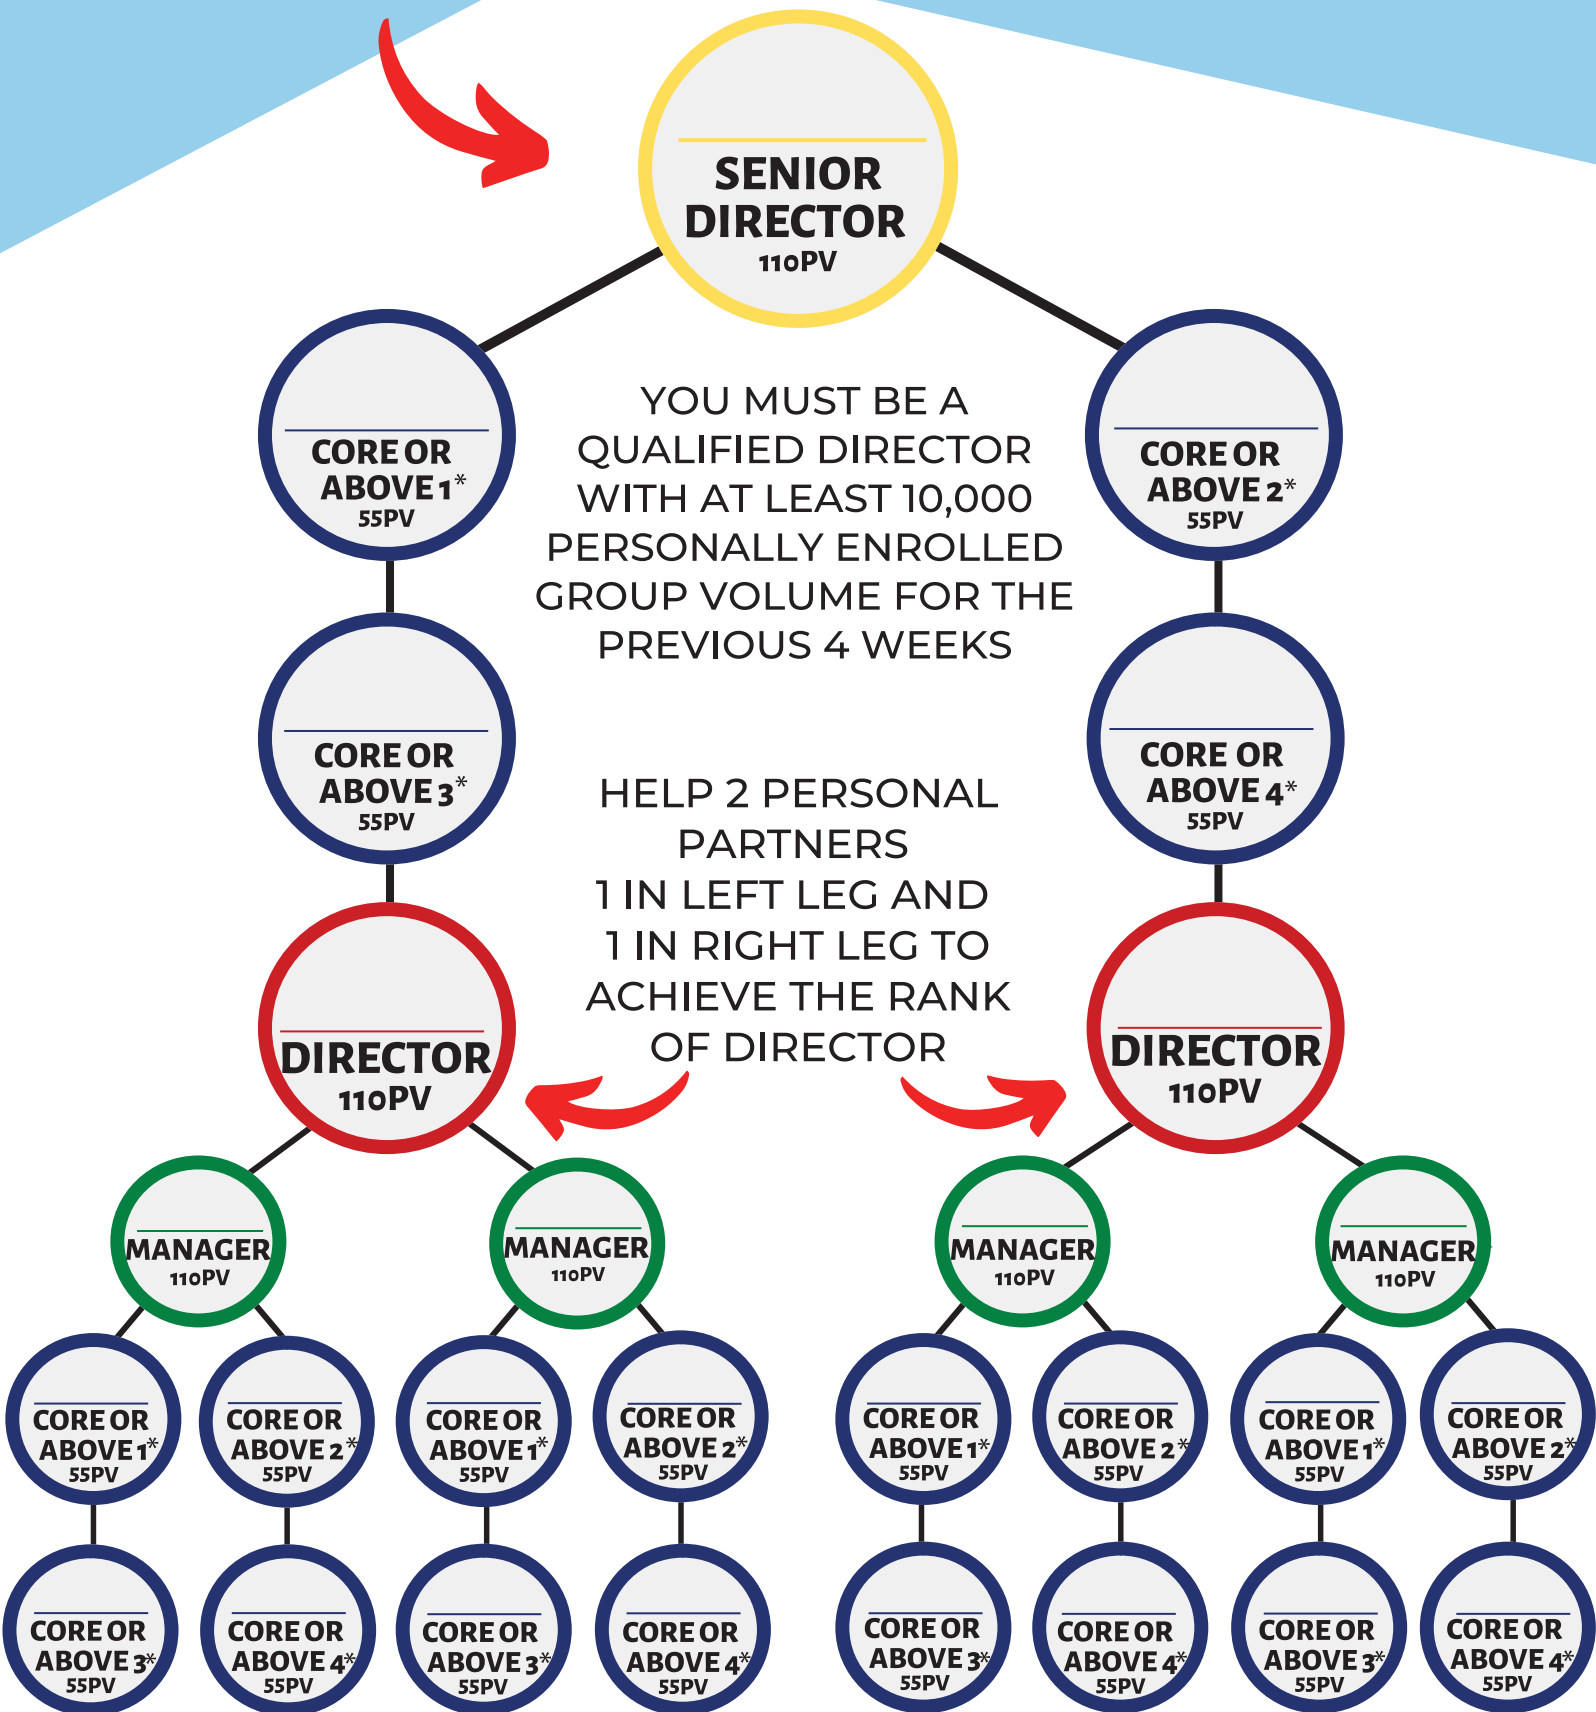 SENIOR
DIRECTOR
110PV
CORE OR
ABOVE 1*
55PV
YOU MUST BE A
QUALIFIED DIRECTOR
WITH AT LEAST 10,000
PERSONALLY ENROLLED
GROUP VOLUME FOR THE
PREVIOUS 4 WEEKS
CORE OR
ABOVE 2*
55PV
CORE OR
ABOVE 3*
55PV
HELP 2 PERSONAL
PARTNERS
1 IN LEFT LEG AND
1 IN RIGHT LEG TO
ACHIEVE THE RANK
OF DIRECTOR
CORE OR
ABOVE 4*
55PV
DIRECTOR
110PV
DIRECTOR
110PV
MANAGER
110PV
MANAGER
110PV
MANAGER
110PV
MANAGER
110PV
CORE OR
ABOVE 1*
55PV
CORE OR
ABOVE 2*
55PV
CORE OR
ABOVE 1*
55PV
CORE OR
ABOVE 2*
55PV
CORE OR
ABOVE 1*
55PV
CORE OR
ABOVE 2*
55PV
CORE OR
ABOVE 1*
55PV
CORE OR
ABOVE 2*
55PV
CORE OR
ABOVE 3*
55PV
CORE OR
ABOVE 4*
55PV
CORE OR
ABOVE 3*
55PV
CORE OR
ABOVE 4*
55PV
CORE OR
ABOVE 3*
55PV
CORE OR
ABOVE 4*
55PV
CORE OR
ABOVE 3*
55PV
CORE OR
ABOVE 4*
55PV